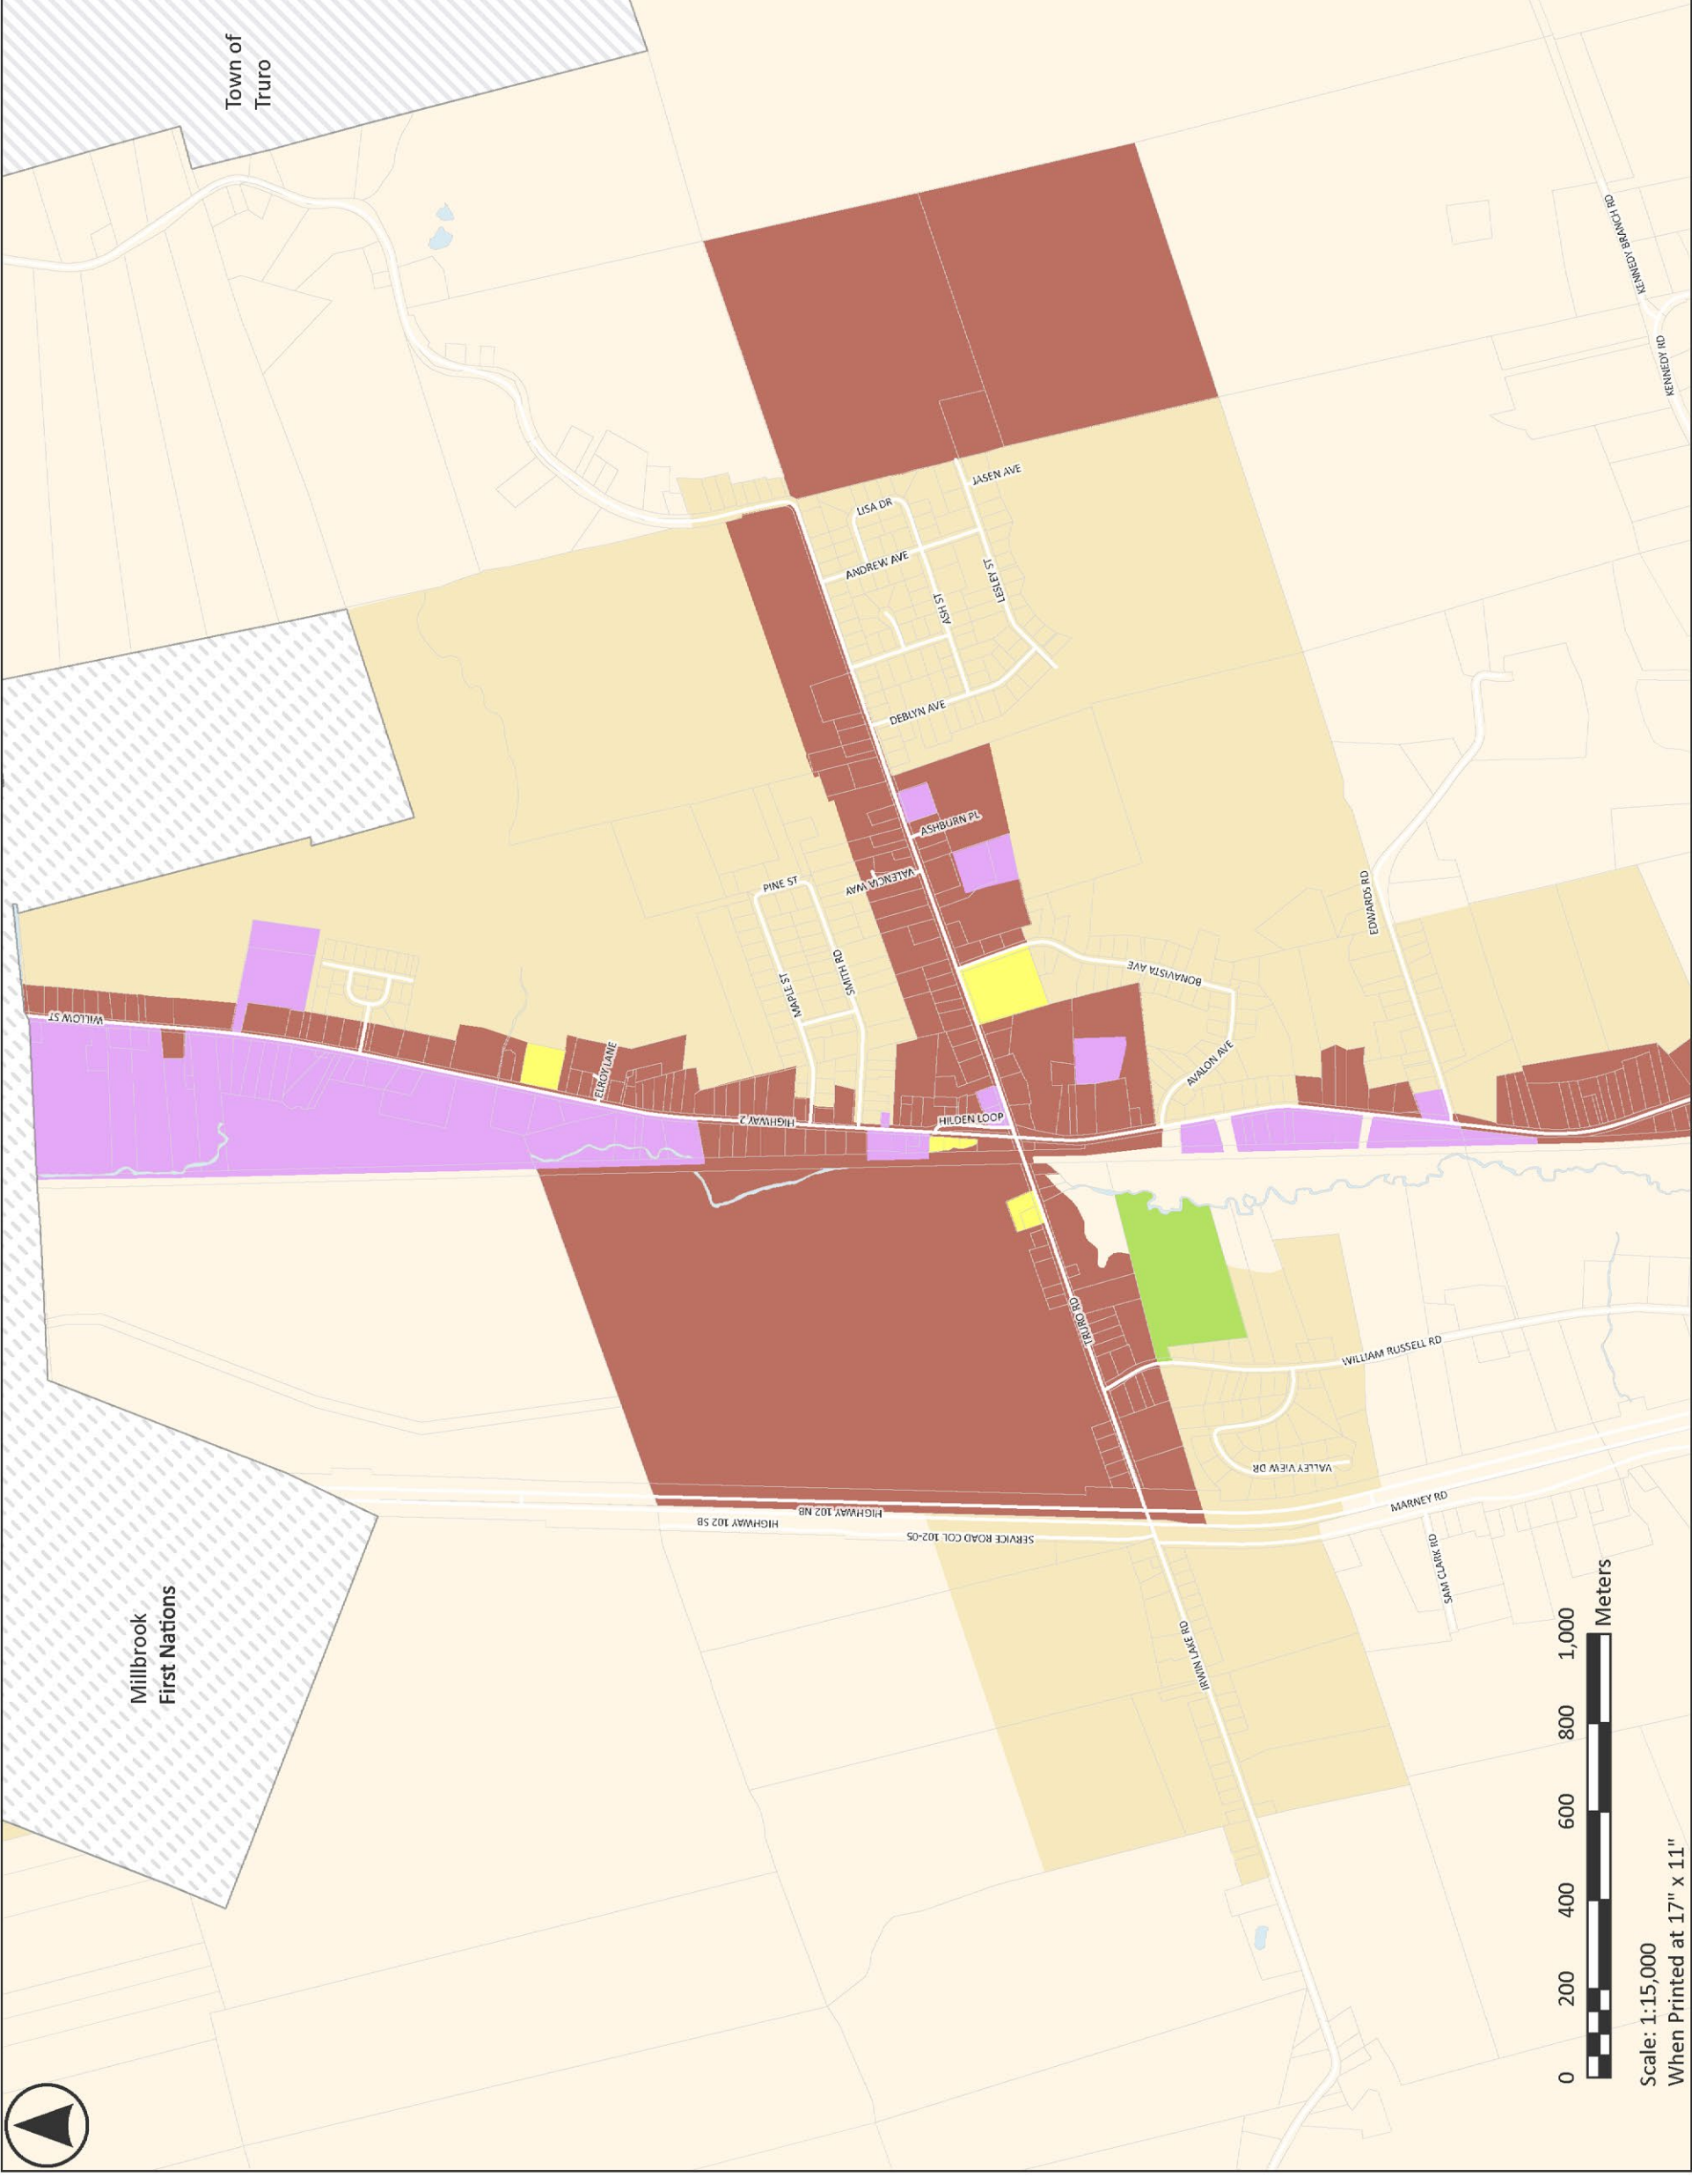 Town of
Truro
KENNEDY BRANCH RD
KENNEDY RD
JASEN AVE
LISA DR
ANDREW AVE
LESLEY ST
ASH ST
DEBLYN AVE
ASHBURN PL
VALENCIA WAY
PINE ST
EDWARDS RD
SMITH RD
MAPLE ST
BONAVISTA AVE
WILLOW ST
ELROY LANE
AVALON AVE
HIGHWAY 2
HILDEN LOOP
TRURO RD
WILLIAM RUSSELL RD
VALLEYVIEW DR
HIGHWAY 102 NB
HIGHWAY 102 SB
SERVICE ROAD COL 102-05
MARNEY RD
SAM CLARK RD
IRWIN LAKE RD
Millbrook
First Nations
0 200 400 600 800 1,000
Meters
Scale: 1:15,000
When Printed at 17" x 11"